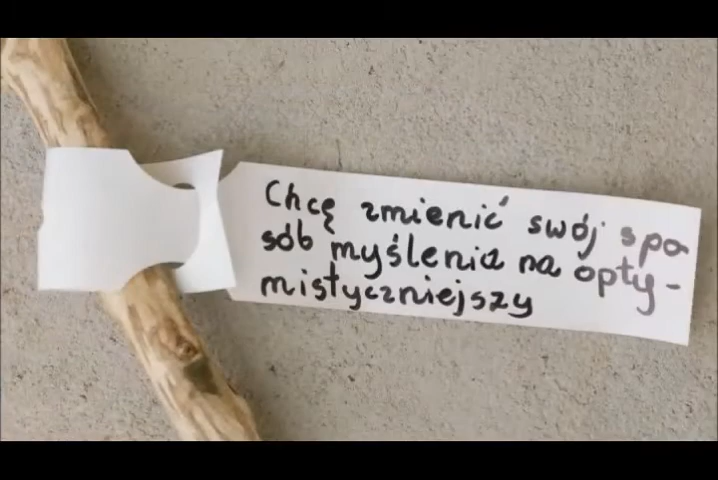 Chcę zmienić swój spo
sób myślenia na opty-
mistyczniejszy